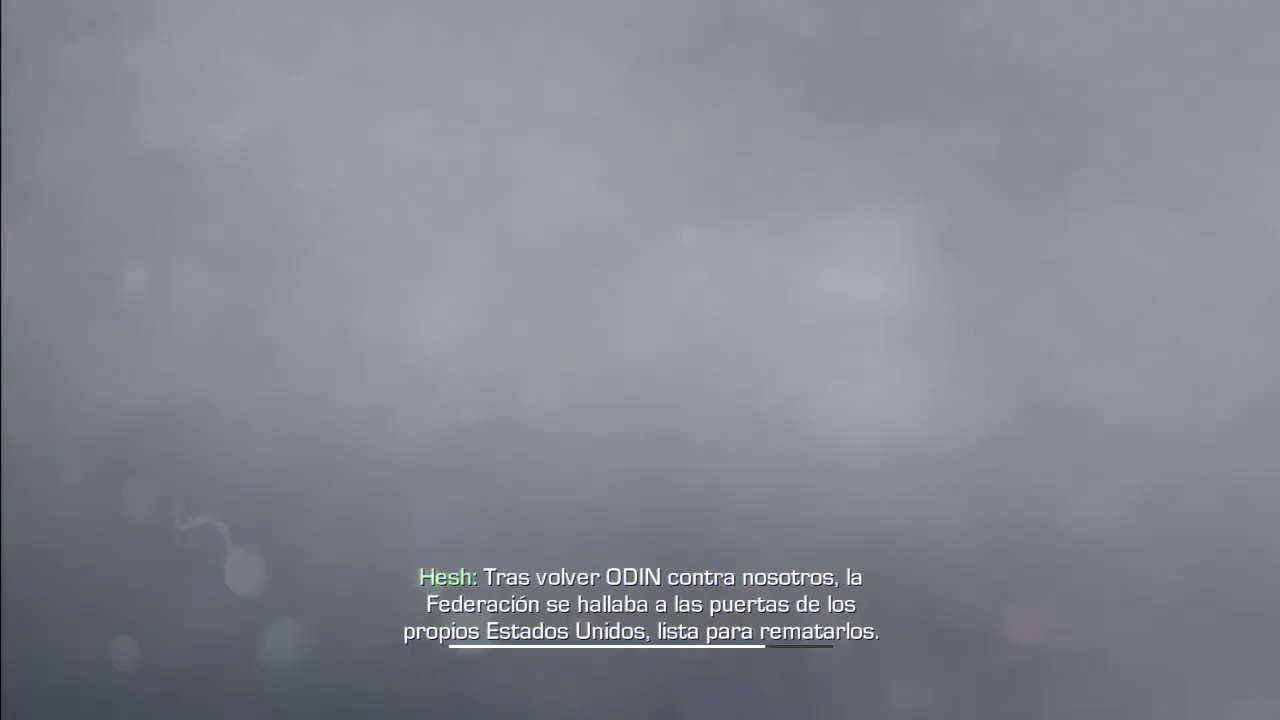 Hesh: Tras volver ODIN contra nosotros, la
Federación se hallaba a las puertas de los
propios Estados Unidos, lista para rematarlos.